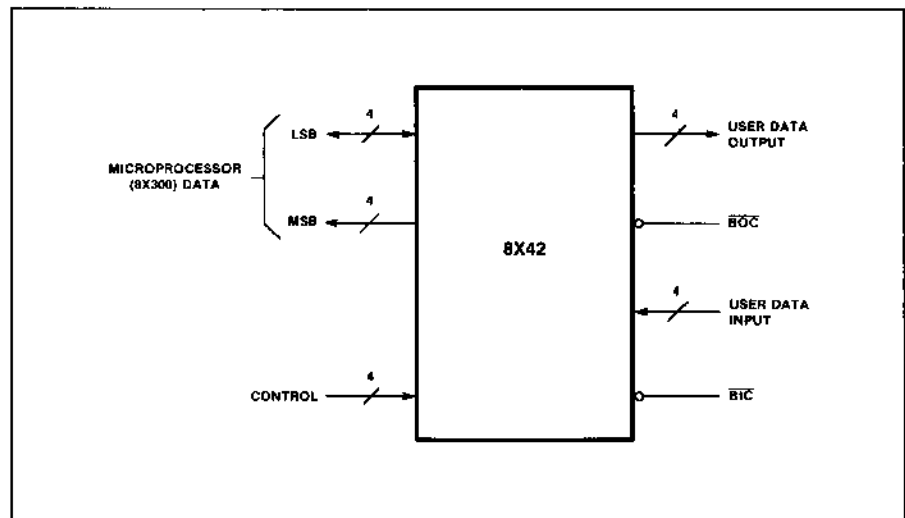 4
LSB
MICROPROCESSOR
(8X300) DATA
4
MSB
4
CONTROL
8X42
4
USER DATA
OUTPUT
BOC
4
USER DATA
INPUT
BIC